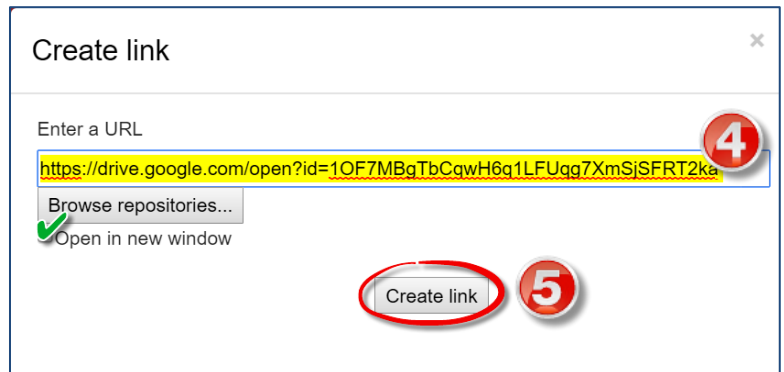 Create link
×
Enter a URL
4
https://drive.google.com/open?id=1OF7MBgTbCqwH6q1LFUqg7XmSjSFRT2ka
Browse repositories...
Open in new window
Create link
5